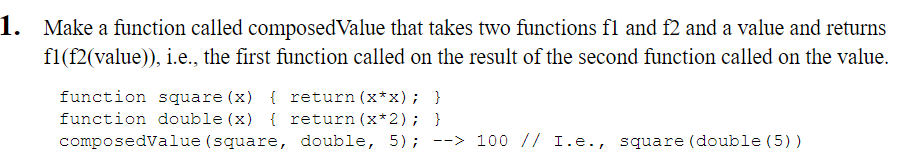 1. Make a function called composedValue that takes two functions f1 and f2 and a value and returns
f1(f2(value)), i.e., the first function called on the result of the second function called on the value.
function square(x) { return(x*x); }
function double(x) { return(x*2); }
composedValue(square, double, 5); --> 100 // I.e., square(double(5))